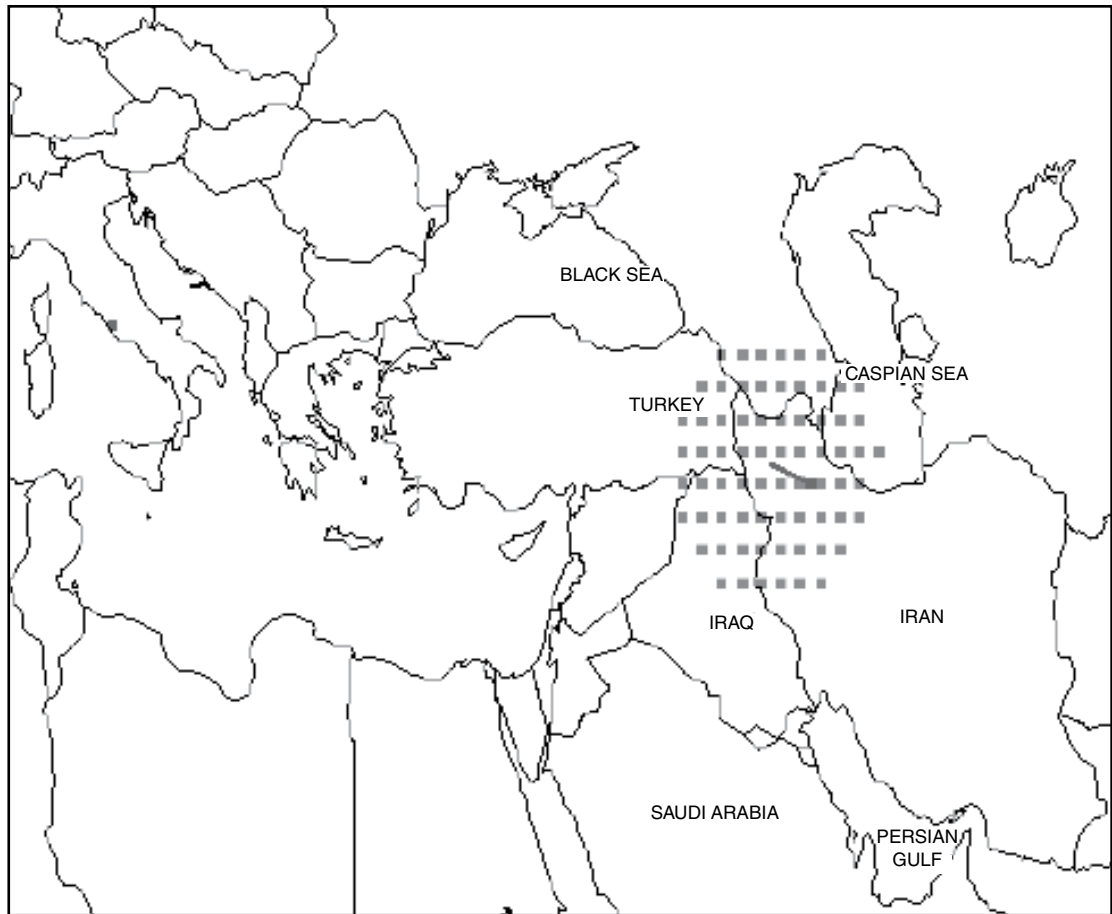 BLACK SEA
CASPIAN SEA
TURKEY
IRAQ
IRAN
SAUDI ARABIA
PERSIAN
GULF